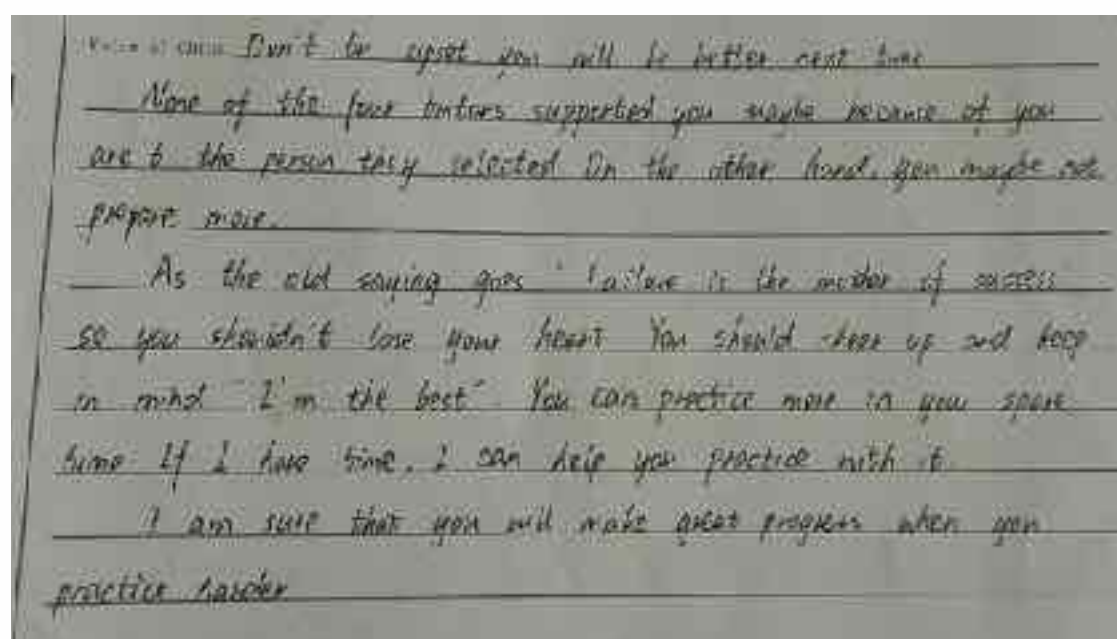 Voice of China Don't be upset you will be better next time
None of the four tutors supported you maybe because of you
are the person they selected On the other hand, you maybe not
prepare more.
As the old saying goes " Failure is the mother of success
so you shouldn't lose your heart You should cheer up and keep
in mind "I'm the best" You can practice more in you spare
time If I have time, I can help you practice with it
I am sure that you will make great progress when you
practice harder